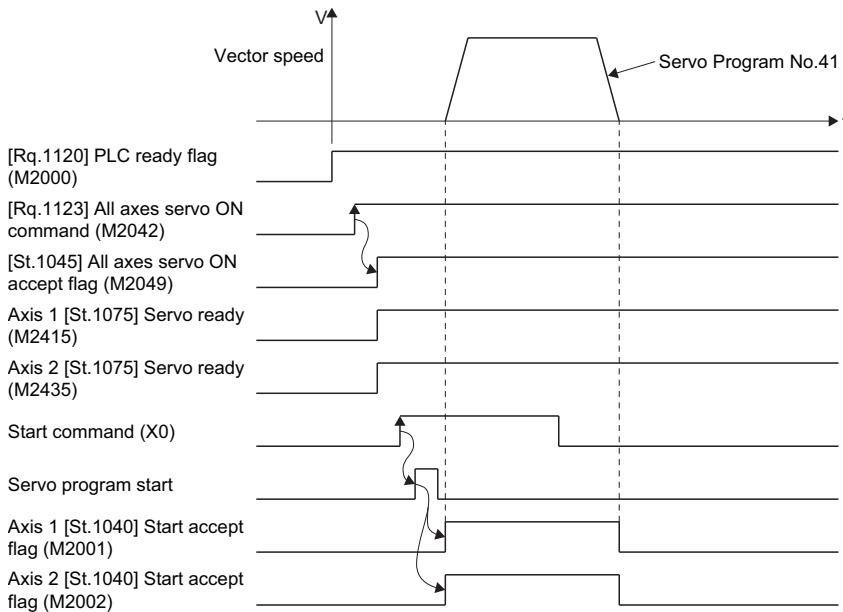 V
Vector speed
Servo Program No.41
[Rq.1120] PLC ready flag
(M2000)
[Rq.1123] All axes servo ON
command (M2042)
[St.1045] All axes servo ON
accept flag (M2049)
Axis 1 [St.1075] Servo ready
(M2415)
Axis 2 [St.1075] Servo ready
(M2435)
Start command (X0)
Servo program start
Axis 1 [St.1040] Start accept
flag (M2001)
Axis 2 [St.1040] Start accept
flag (M2002)